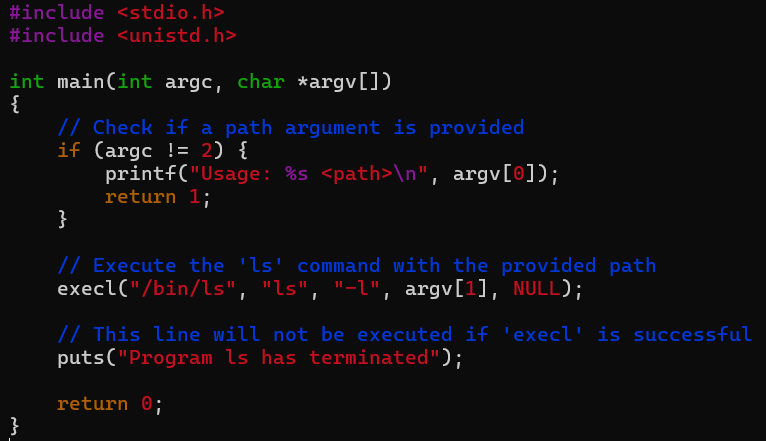 #include <stdio.h>
#include <unistd.h>

int main(int argc, char *argv[])
{
    // Check if a path argument is provided
    if (argc != 2) {
        printf("Usage: %s <path>\n", argv[0]);
        return 1;
    }

    // Execute the 'ls' command with the provided path
    execl("/bin/ls", "ls", "-l", argv[1], NULL);

    // This line will not be executed if 'execl' is successful
    puts("Program ls has terminated");

    return 0;
}